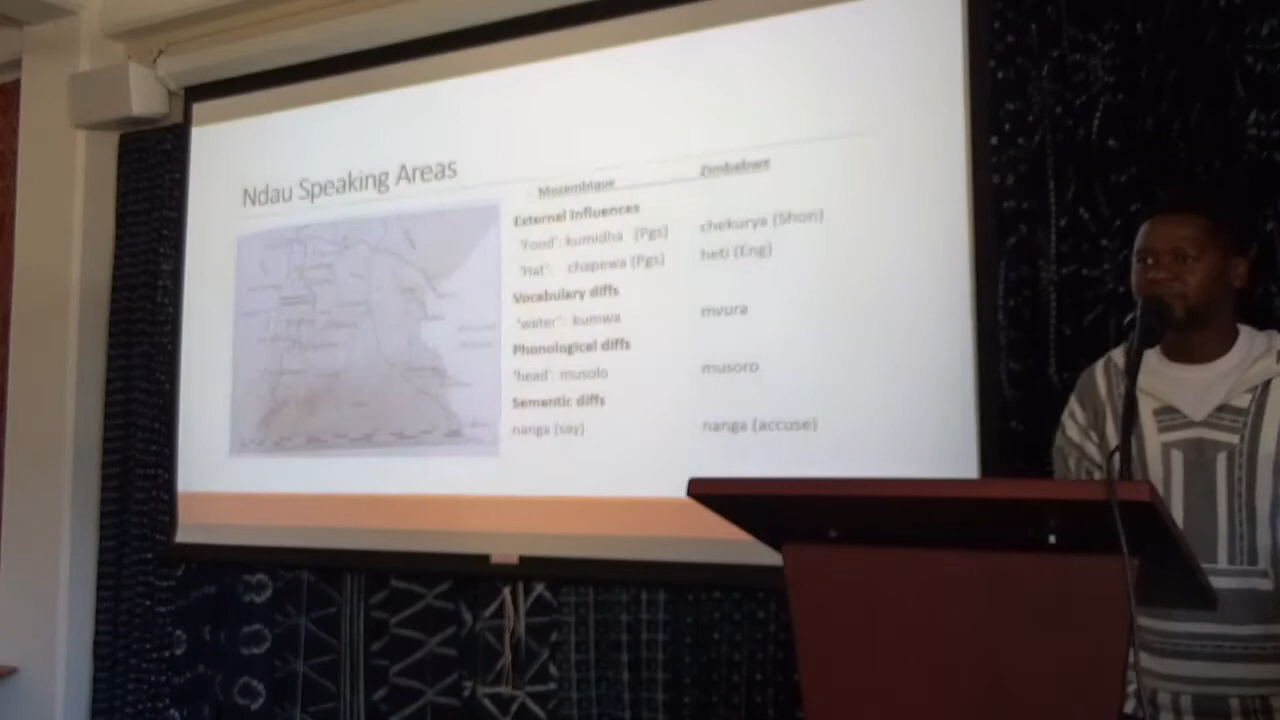 Ndau Speaking Areas
Mozambique Zimbabwe
External Influences
'Food': kumidha (Pgs) chekurya (Shon)
'Hat': chapewa (Pgs) heti (Eng)
Vocabulary diffs
'water': kumwa mvura
Phonological diffs
'head': musolo musoro
Semantic diffs
nanga (say) nanga (accuse)